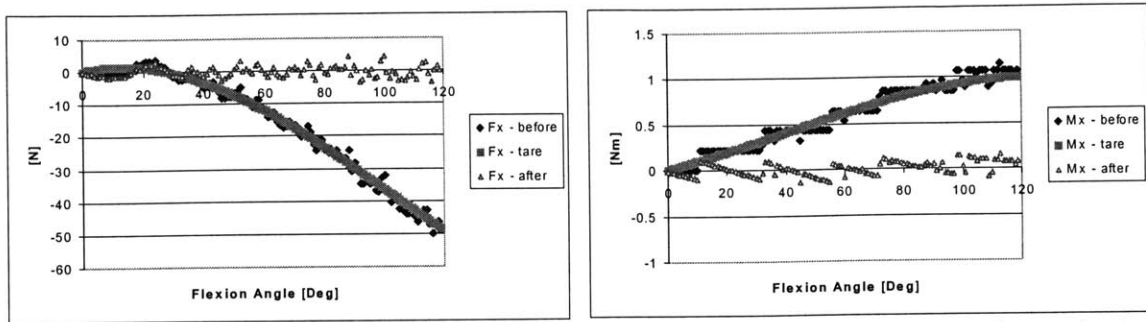 10
0
-10
-20
-30
-40
-50
-60
0 20 40 60 80 100 120
[N]
Flexion Angle [Deg]
Fx - before
Fx - tare
Fx - after
1.5
1
0.5
0
-0.5
-1
0 20 40 60 80 100 120
[Nm]
Flexion Angle [Deg]
Mx - before
Mx - tare
Mx - after